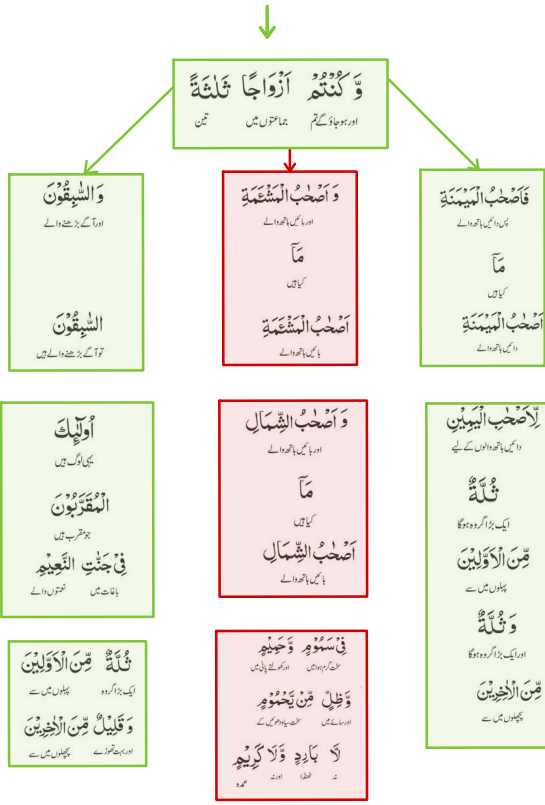 وَّ كُنْتُمْ اَزْوَاجًا ثَلٰثَةً
اور ہو جاؤ گے تم جماعتوں میں تین
فَاَصْحٰبُ الْمَيْمَنَةِ
پس دائیں ہاتھ والے
مَاۤ
کیا ہیں
اَصْحٰبُ الْمَيْمَنَةِ
دائیں ہاتھ والے
وَ اَصْحٰبُ الْمَشْـَٔمَةِ
اور بائیں ہاتھ والے
مَاۤ
کیا ہیں
اَصْحٰبُ الْمَشْـَٔمَةِ
بائیں ہاتھ والے
وَ السّٰبِقُوْنَ
اور آگے بڑھنے والے
السّٰبِقُوْنَ
تو آگے بڑھنے والے ہیں
لِّاَصْحٰبِ الْيَمِيْنِ
دائیں ہاتھ والوں کے لیے
ثُلَّةٌ
ایک بڑا گروہ ہوگا
مِّنَ الْاَوَّلِيْنَ
پہلوں میں سے
وَ ثُلَّةٌ
اور ایک بڑا گروہ ہوگا
مِّنَ الْاٰخِرِيْنَ
پچھلوں میں سے
وَ اَصْحٰبُ الشِّمَالِ
اور بائیں ہاتھ والے
مَاۤ
کیا ہیں
اَصْحٰبُ الشِّمَالِ
بائیں ہاتھ والے
فِيْ سَمُوْمٍ وَّ حَمِيْمٍ
سخت گرم ہوا میں اور کھولتے پانی میں
وَّ ظِلٍّ مِّنْ يَّحْمُوْمٍ
اور سائے میں سخت سیاہ دھوئیں کے
لَّا بَارِدٍ وَّ لَا كَرِيْمٍ
نہ ٹھنڈا اور نہ عمدہ
اُولٰٓىِٕكَ
یہی لوگ ہیں
الْمُقَرَّبُوْنَ
جو مقرب ہیں
فِيْ جَنّٰتِ النَّعِيْمِ
باغات میں نعمتوں والے
ثُلَّةٌ مِّنَ الْاَوَّلِيْنَ
ایک بڑا گروہ پہلوں میں سے
وَ قَلِيْلٌ مِّنَ الْاٰخِرِيْنَ
اور بہت تھوڑے پچھلوں میں سے